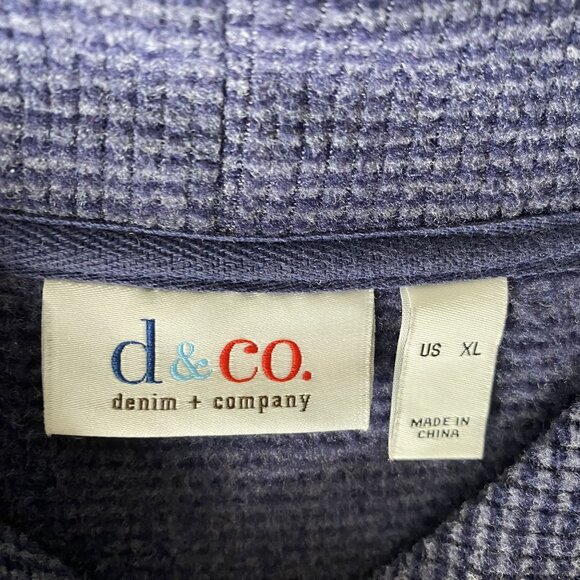 d & co.
denim + company
US XL
MADE IN
CHINA